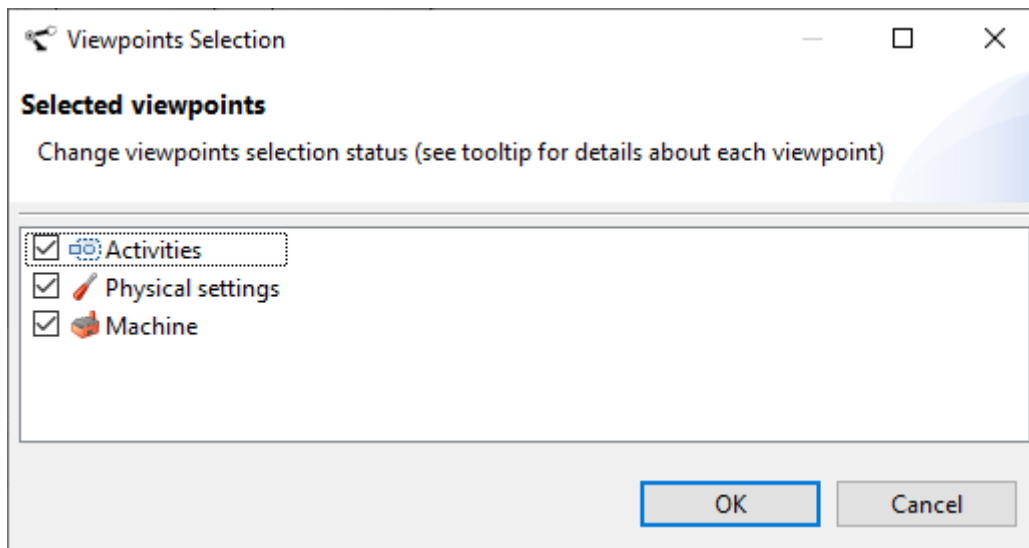 Viewpoints Selection
Selected viewpoints
Change viewpoints selection status (see tooltip for details about each viewpoint)
Activities
Physical settings
Machine
OK
Cancel